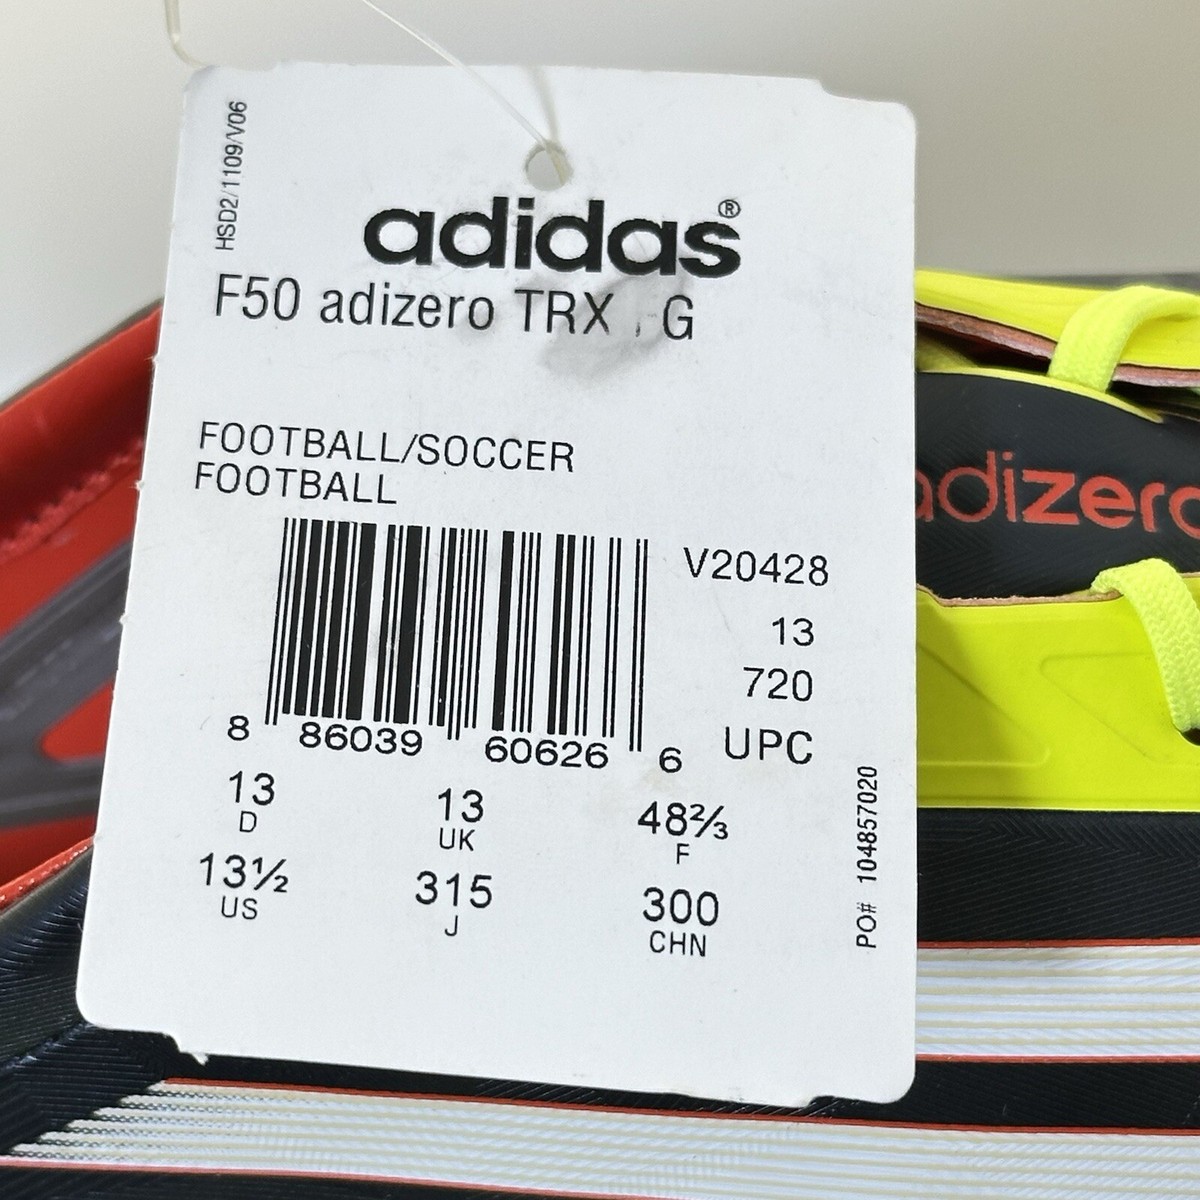 HSD2/1109/V06
adidas®
F50 adizero TRX G
FOOTBALL/SOCCER
FOOTBALL
V20428
13
720
UPC
8 86039 60626 6
13 13 48⅔
D UK F
13½ 315 300
US J CHN
PO# 104857020
adizero